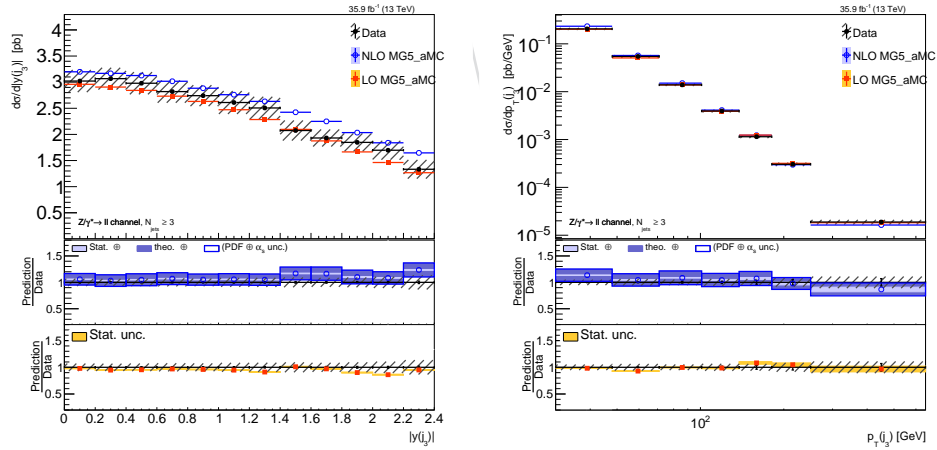 35.9 fb⁻¹ (13 TeV)
dσ/d|y(j₃)| [pb]
Data
NLO MG5_aMC
LO MG5_aMC
4
3.5
3
2.5
2
1.5
1
0.5
Z/γ*→ ll channel, N_jets ≥ 3
Stat. ⊕ theo. ⊕ (PDF ⊕ αs unc.)
Prediction
Data
1.5
1
0.5
Stat. unc.
Prediction
Data
1.5
1
0.5
0 0.2 0.4 0.6 0.8 1 1.2 1.4 1.6 1.8 2 2.2 2.4
|y(j₃)|
35.9 fb⁻¹ (13 TeV)
dσ/dp_T(j₃) [pb/GeV]
Data
NLO MG5_aMC
LO MG5_aMC
10⁻¹
10⁻²
10⁻³
10⁻⁴
10⁻⁵
Z/γ*→ ll channel, N_jets ≥ 3
Stat. ⊕ theo. ⊕ (PDF ⊕ αs unc.)
Prediction
Data
1.5
1
0.5
Stat. unc.
Prediction
Data
1.5
1
0.5
10²
p_T(j₃) [GeV]